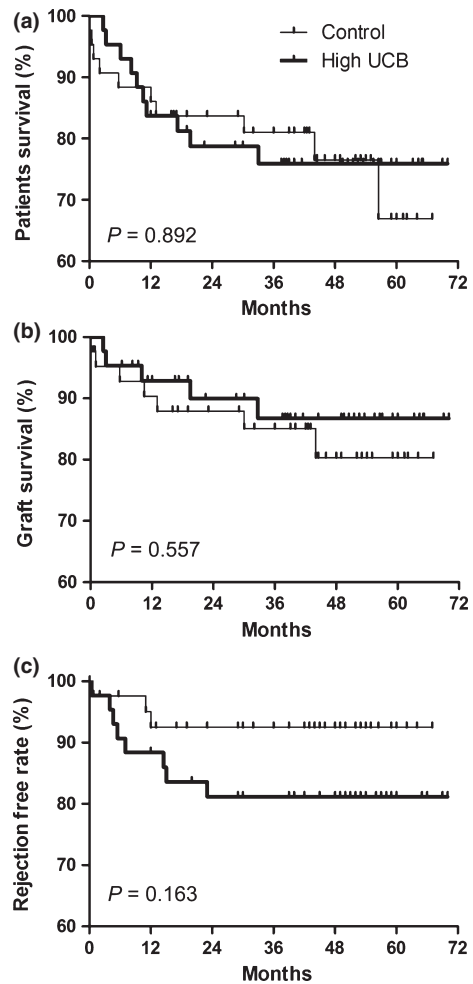 (a)
100
90
80
70
60
Patients survival (%)
Control
High UCB
P = 0.892
0 12 24 36 48 60 72
Months
(b)
100
90
80
70
60
Graft survival (%)
P = 0.557
0 12 24 36 48 60 72
Months
(c)
100
90
80
70
60
Rejection free rate (%)
P = 0.163
0 12 24 36 48 60 72
Months